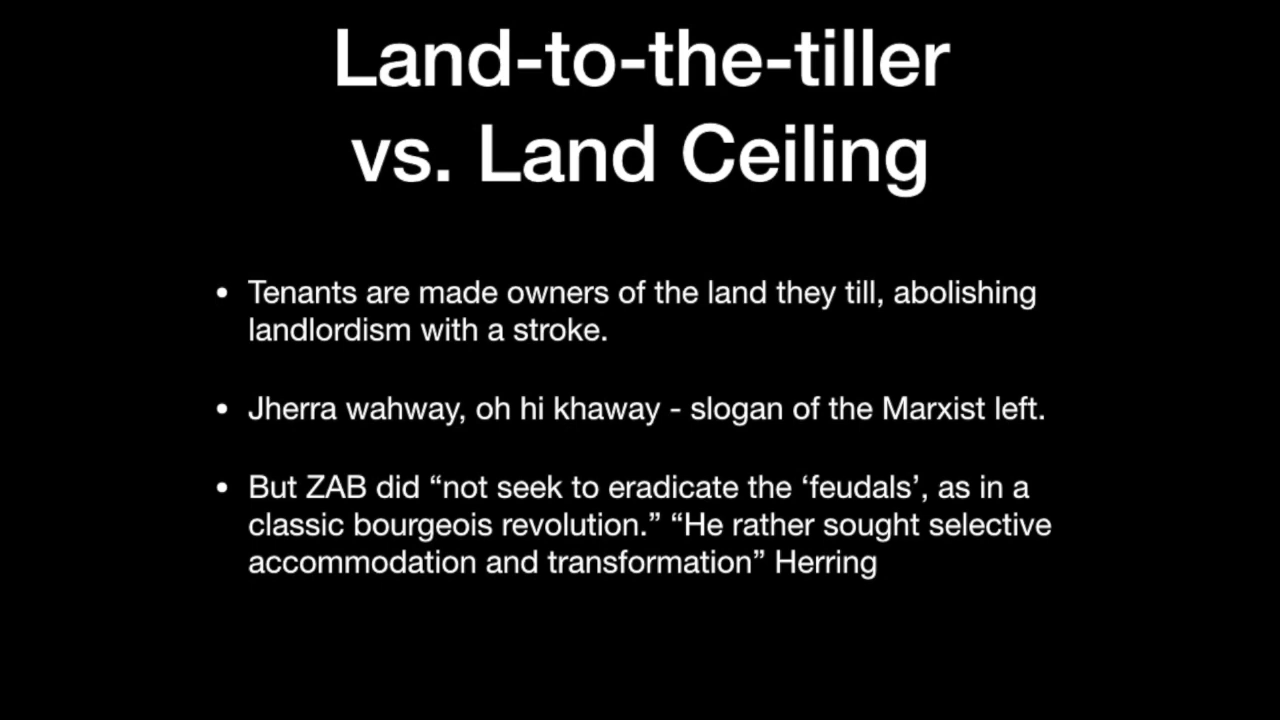 Land-to-the-tiller
vs. Land Ceiling
• Tenants are made owners of the land they till, abolishing
landlordism with a stroke.
• Jherra wahway, oh hi khaway - slogan of the Marxist left.
• But ZAB did “not seek to eradicate the ‘feudals’, as in a
classic bourgeois revolution.” “He rather sought selective
accommodation and transformation” Herring